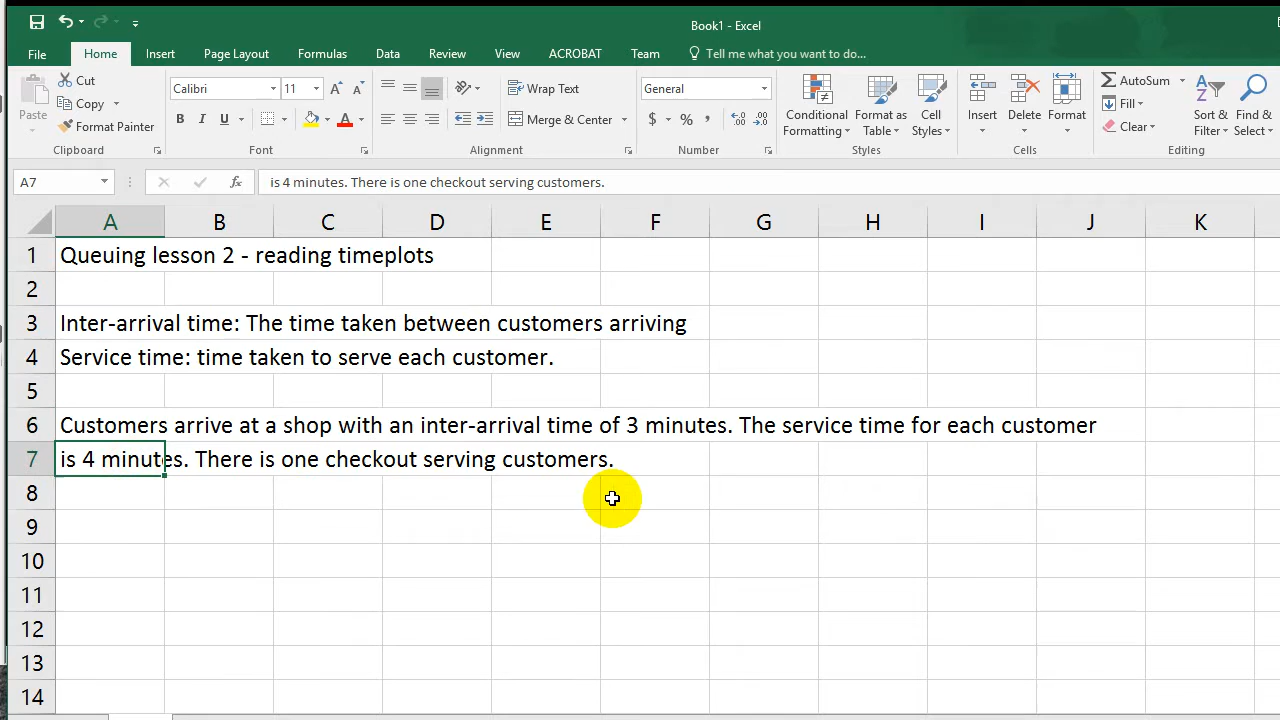 Book1 - Excel
File Home Insert Page Layout Formulas Data Review View ACROBAT Team Tell me what you want to do...
Paste
Cut
Copy
Format Painter
Clipboard
Calibri 11
B I U
Font
Wrap Text
Merge & Center
Alignment
General
$ % ,
Number
Conditional Formatting
Format as Table
Cell Styles
Styles
Insert Delete Format
Cells
AutoSum
Fill
Clear
Sort & Filter
Find & Select
Editing
A7 fx is 4 minutes. There is one checkout serving customers.
A B C D E F G H I J K
1 Queuing lesson 2 - reading timeplots
2
3 Inter-arrival time: The time taken between customers arriving
4 Service time: time taken to serve each customer.
5
6 Customers arrive at a shop with an inter-arrival time of 3 minutes. The service time for each customer
7 is 4 minutes. There is one checkout serving customers.
8
9
10
11
12
13
14